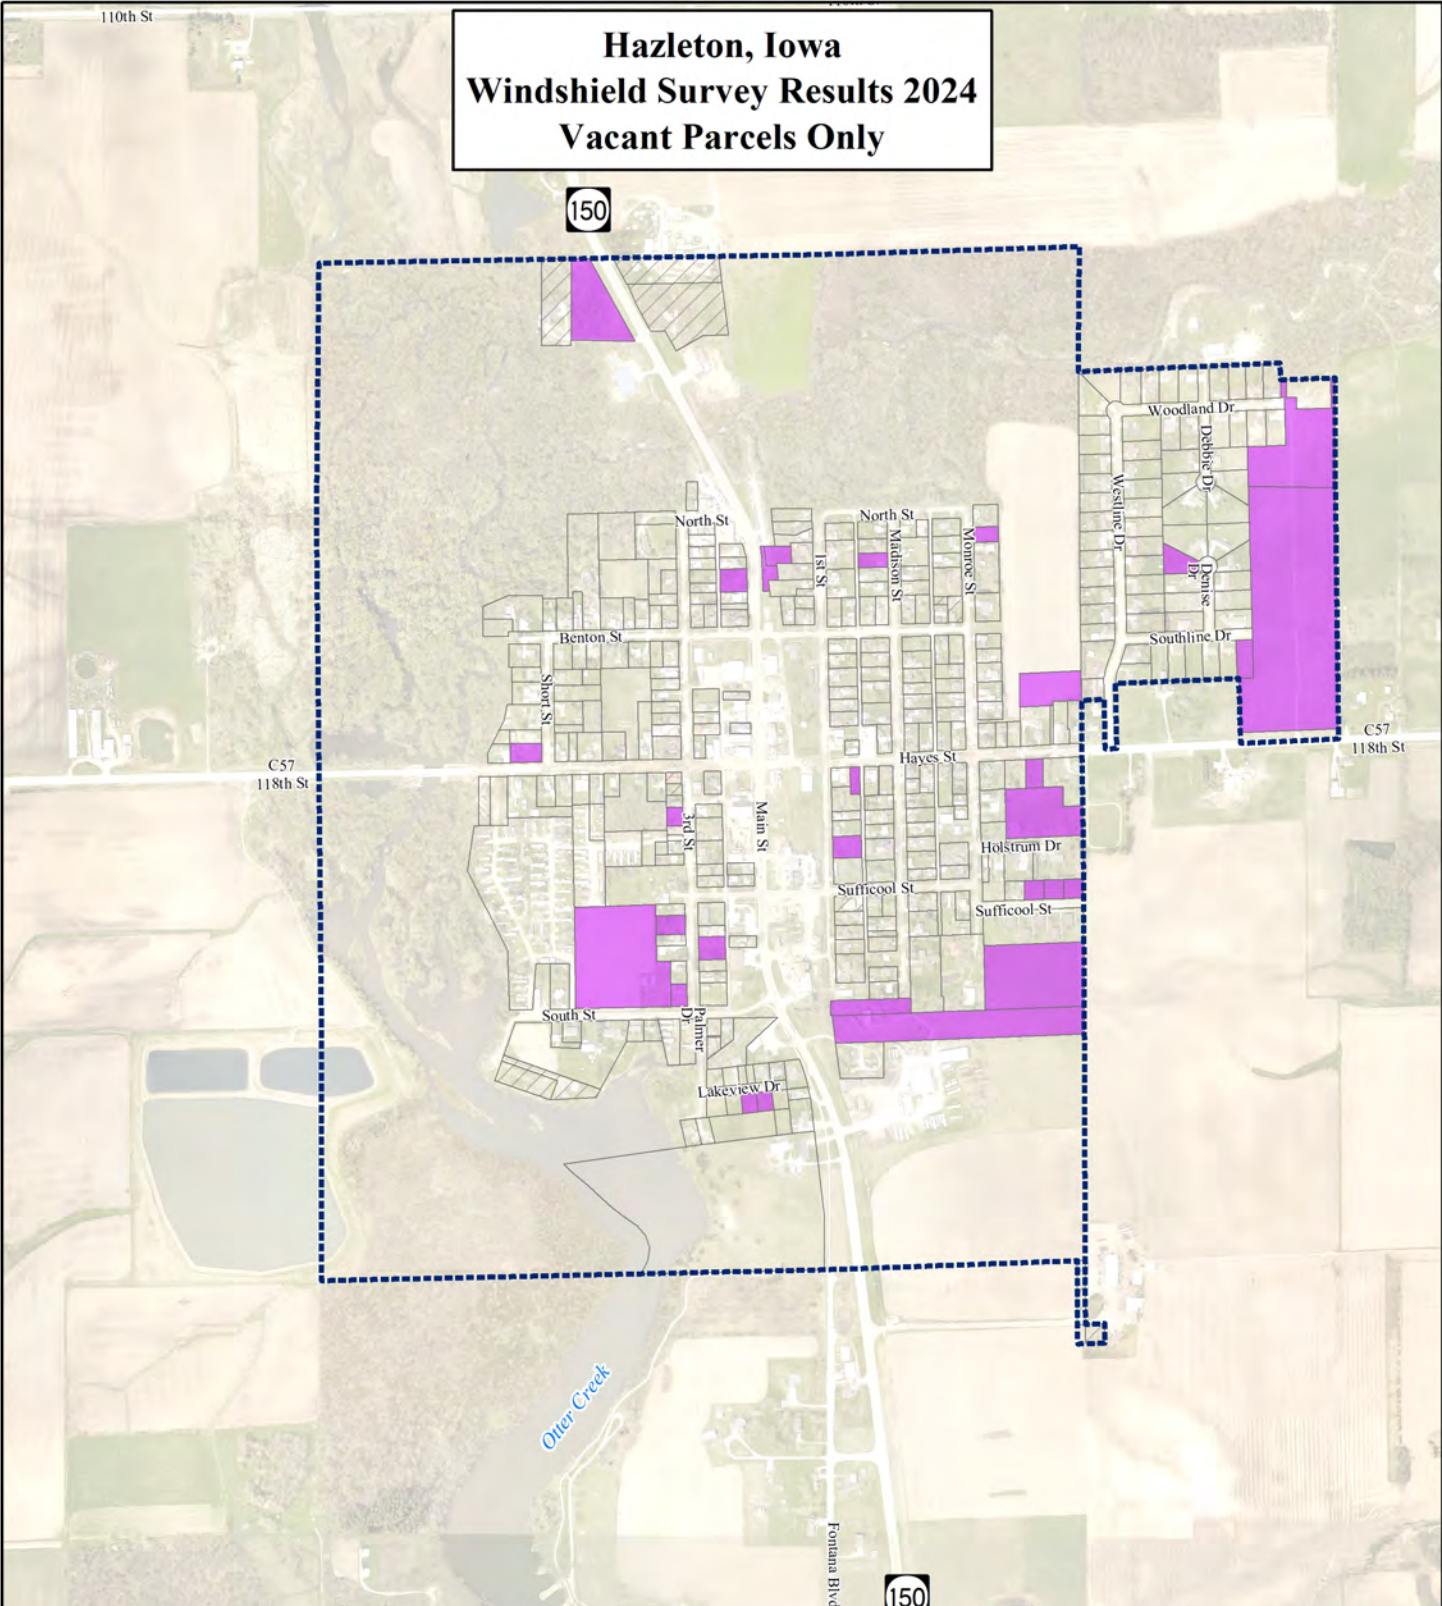 110th St
Hazleton, Iowa
Windshield Survey Results 2024
Vacant Parcels Only
150
Woodland Dr
Debbie Dr
Westline Dr
North St
North St
1st St
Madison St
Monroe St
Denise
Dr
Benton St
Southline Dr
Short St
C57
118th St
Hayes St
C57
118th St
3rd St
Main St
Holstrum Dr
Sufficool St
Sufficool St
South St
Palmer
Dr
Lakeview Dr
Otter Creek
Fontana Blvd
150